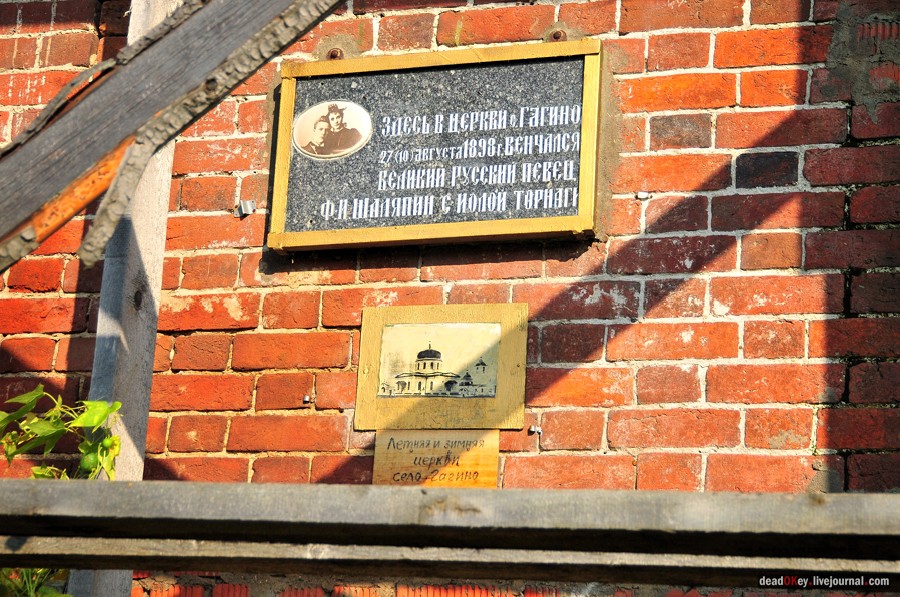 ЗДЕСЬ В ЦЕРКВИ с. ГАГИНО
27 (10) АВГУСТА 1898 г. ВЕНЧАЛСЯ
ВЕЛИКИЙ РУССКИЙ ПЕВЕЦ
Ф.И. ШАЛЯПИН С ИОЛОЙ ТОРНАГИ
Летняя и зимняя
церкви
село-Гагино
deadOKey.livejournal.com